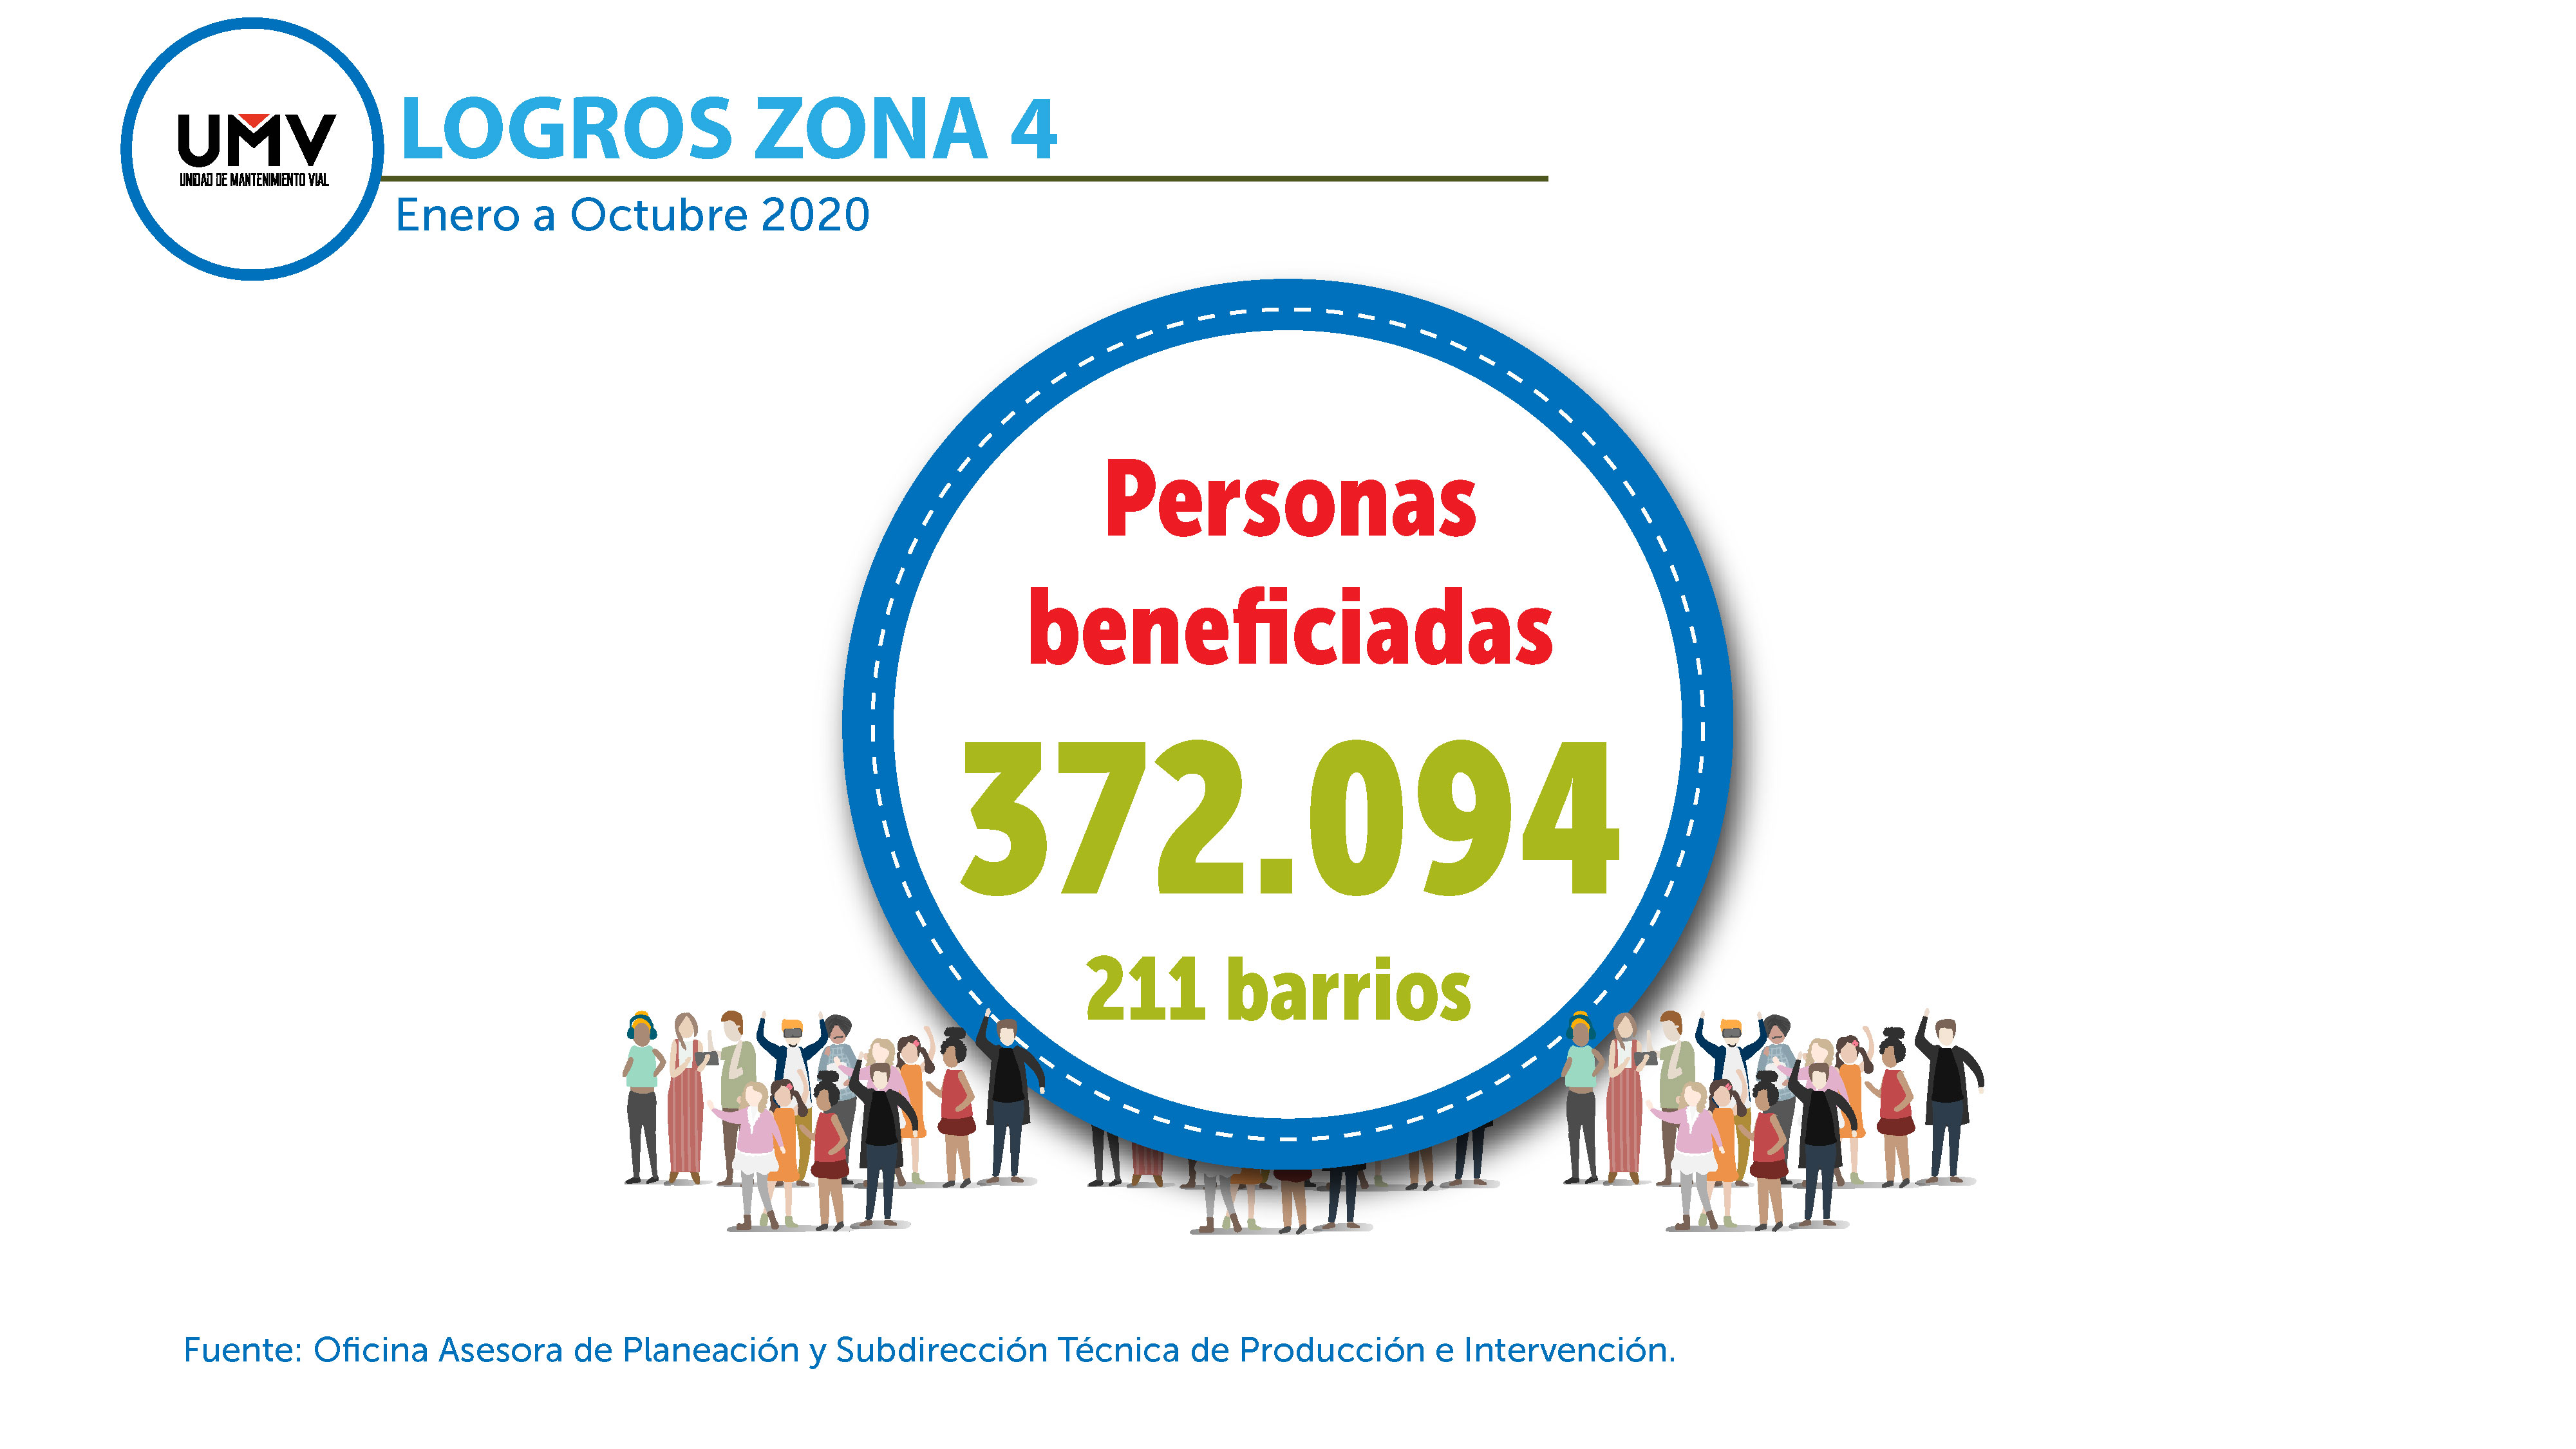 UMV
UNIDAD DE MANTENIMIENTO VIAL
LOGROS ZONA 4
Enero a Octubre 2020
Personas
beneficiadas
372.094
211 barrios
Fuente: Oficina Asesora de Planeación y Subdirección Técnica de Producción e Intervención.